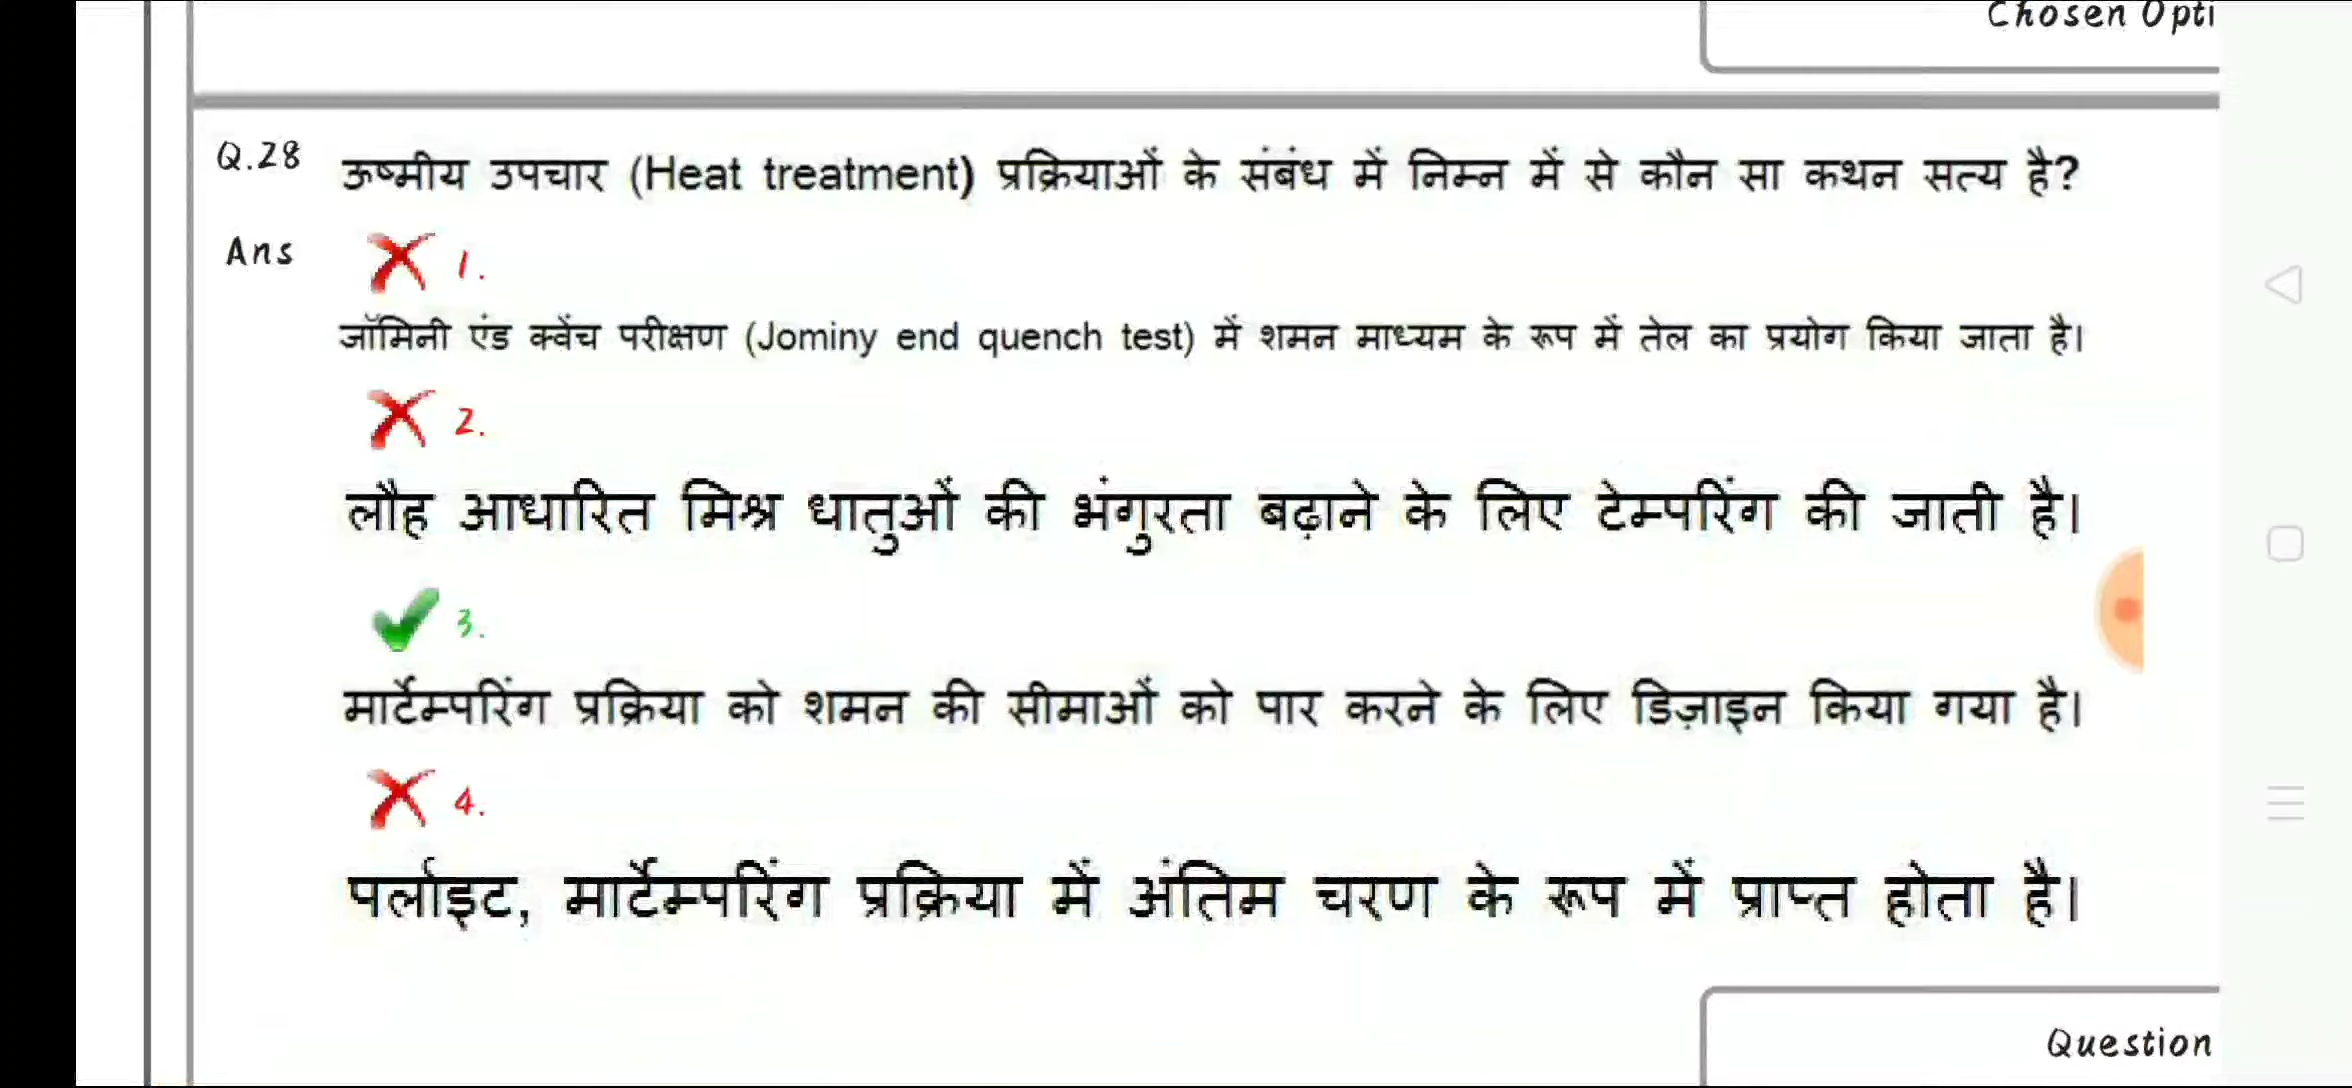 Chosen Opti
Q.28 ऊष्मीय उपचार (Heat treatment) प्रक्रियाओं के संबंध में निम्न में से कौन सा कथन सत्य है?
Ans 1.
जॉमिनी एंड क्वेंच परीक्षण (Jominy end quench test) में शमन माध्यम के रूप में तेल का प्रयोग किया जाता है।
2.
लौह आधारित मिश्र धातुओं की भंगुरता बढ़ाने के लिए टेम्परिंग की जाती है।
3.
मार्टेम्परिंग प्रक्रिया को शमन की सीमाओं को पार करने के लिए डिज़ाइन किया गया है।
4.
पर्लाइट, मार्टेम्परिंग प्रक्रिया में अंतिम चरण के रूप में प्राप्त होता है।
Question